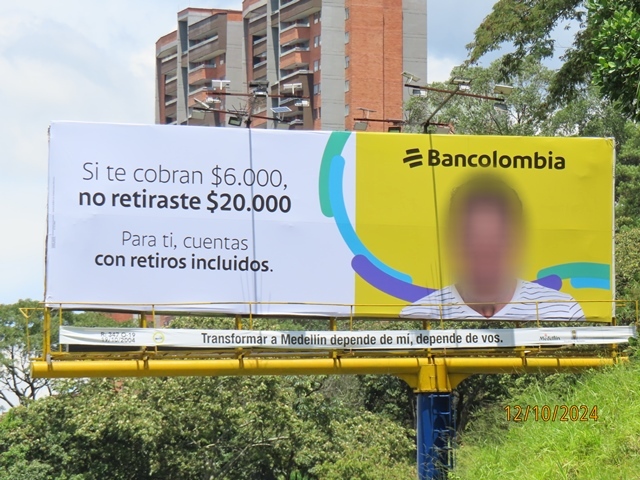 Si te cobran $6.000,
no retiraste $20.000
Para ti, cuentas
con retiros incluidos.
Bancolombia
Transformar a Medellín depende de mí, depende de vos.
12/10/2024